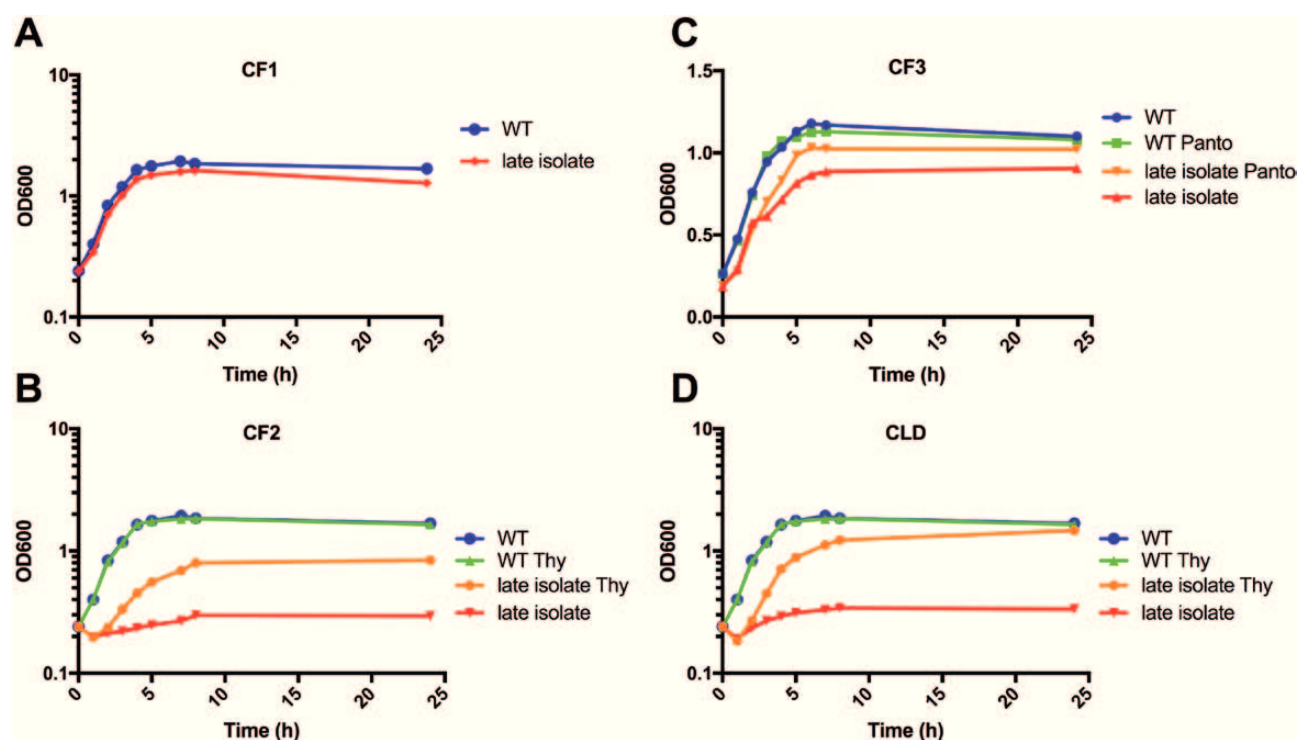 A
CF1
OD600
10
1
0.1
0
5
10
15
20
25
Time (h)
WT
late isolate
B
CF2
OD600
10
1
0.1
0
5
10
15
20
25
Time (h)
WT
WT Thy
late isolate Thy
late isolate
C
CF3
OD600
1.5
1.0
0.5
0.0
0
5
10
15
20
25
Time (h)
WT
WT Panto
late isolate Panto
late isolate
D
CLD
OD600
10
1
0.1
0
5
10
15
20
25
Time (h)
WT
WT Thy
late isolate Thy
late isolate